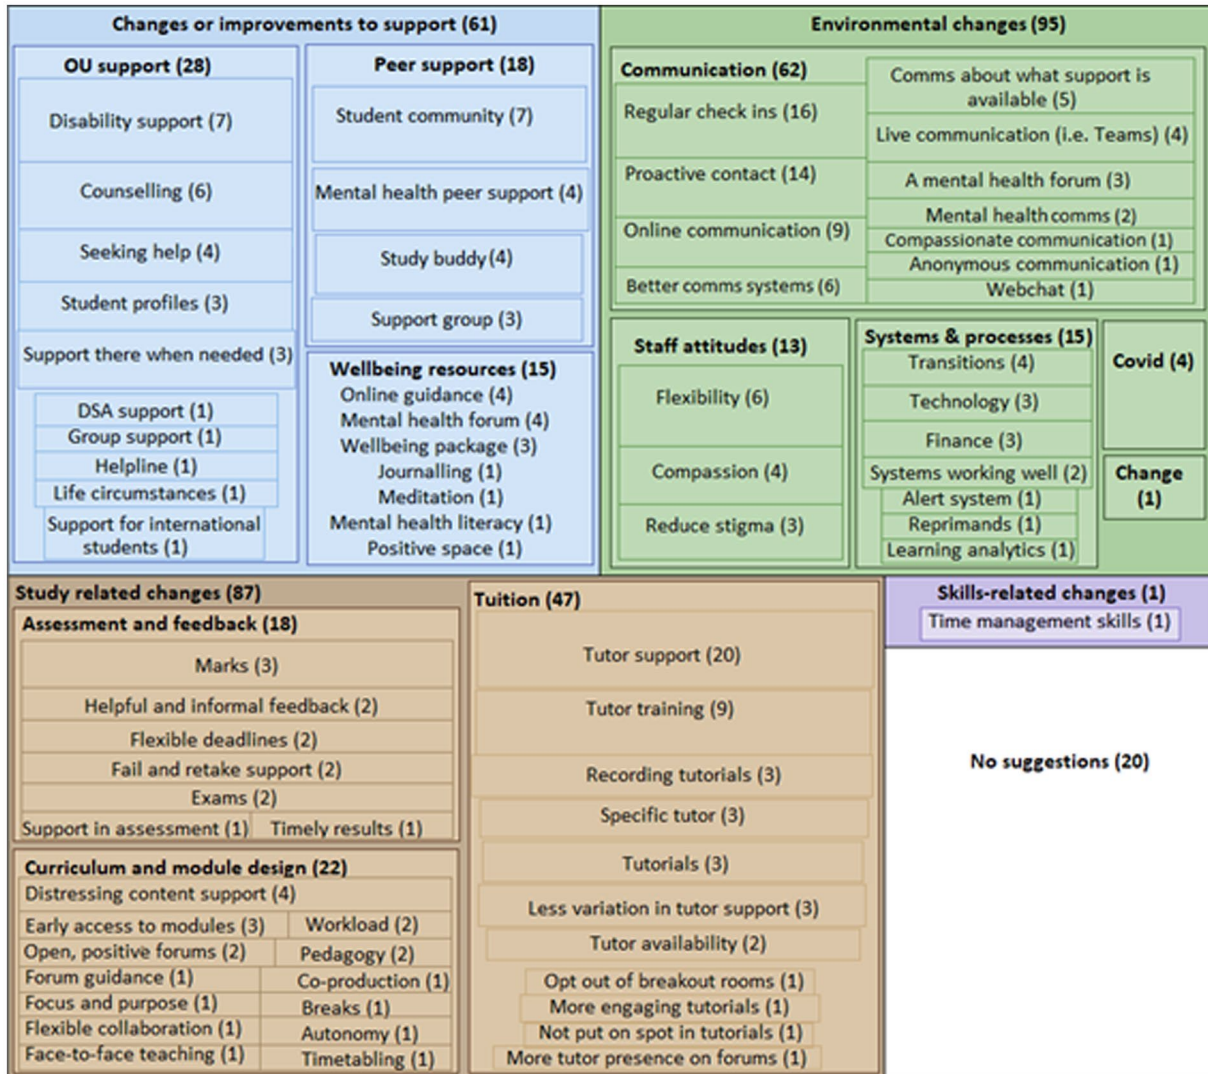 Changes or improvements to support (61)
OU support (28)
Disability support (7)
Counselling (6)
Seeking help (4)
Student profiles (3)
Support there when needed (3)
DSA support (1)
Group support (1)
Helpline (1)
Life circumstances (1)
Support for international
students (1)
Peer support (18)
Student community (7)
Mental health peer support (4)
Study buddy (4)
Support group (3)
Wellbeing resources (15)
Online guidance (4)
Mental health forum (4)
Wellbeing package (3)
Journalling (1)
Meditation (1)
Mental health literacy (1)
Positive space (1)
Environmental changes (95)
Communication (62)
Regular check ins (16)
Proactive contact (14)
Online communication (9)
Better comms systems (6)
Comms about what support is
available (5)
Live communication (i.e. Teams) (4)
A mental health forum (3)
Mental health comms (2)
Compassionate communication (1)
Anonymous communication (1)
Webchat (1)
Staff attitudes (13)
Flexibility (6)
Compassion (4)
Reduce stigma (3)
Systems & processes (15)
Transitions (4)
Technology (3)
Finance (3)
Systems working well (2)
Alert system (1)
Reprimands (1)
Learning analytics (1)
Covid (4)
Change
(1)
Study related changes (87)
Assessment and feedback (18)
Marks (3)
Helpful and informal feedback (2)
Flexible deadlines (2)
Fail and retake support (2)
Exams (2)
Support in assessment (1)
Timely results (1)
Curriculum and module design (22)
Distressing content support (4)
Early access to modules (3)
Open, positive forums (2)
Forum guidance (1)
Focus and purpose (1)
Flexible collaboration (1)
Face-to-face teaching (1)
Workload (2)
Pedagogy (2)
Co-production (1)
Breaks (1)
Autonomy (1)
Timetabling (1)
Tuition (47)
Tutor support (20)
Tutor training (9)
Recording tutorials (3)
Specific tutor (3)
Tutorials (3)
Less variation in tutor support (3)
Tutor availability (2)
Opt out of breakout rooms (1)
More engaging tutorials (1)
Not put on spot in tutorials (1)
More tutor presence on forums (1)
Skills-related changes (1)
Time management skills (1)
No suggestions (20)